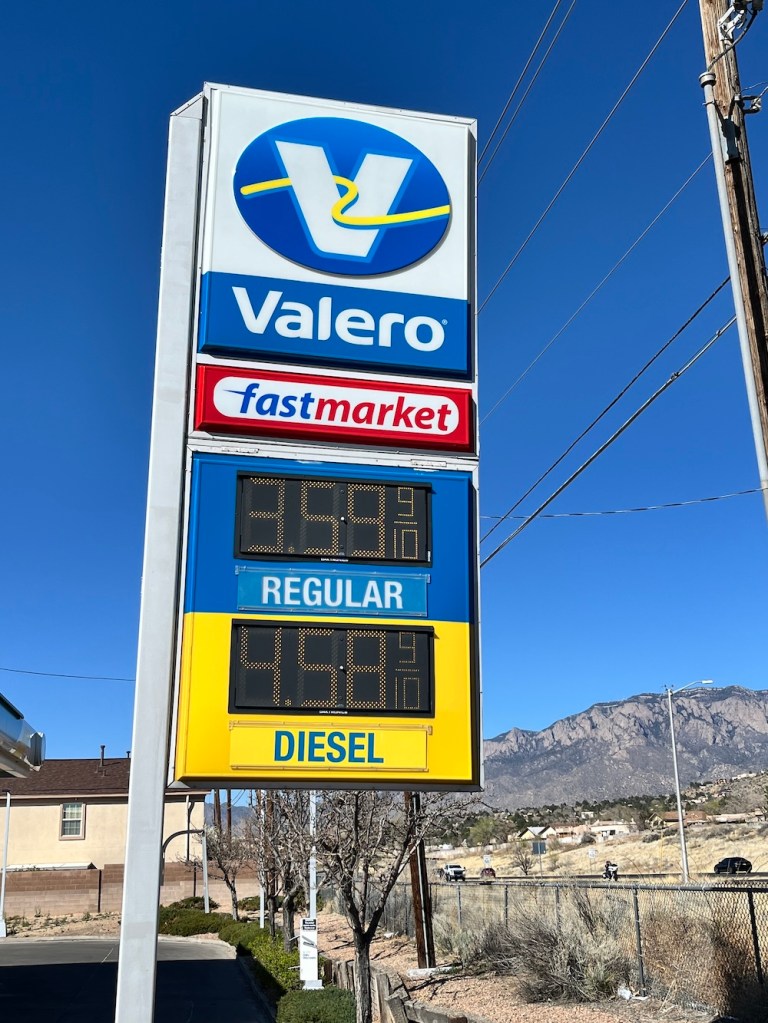 V
Valero®
fastmarket
3.59 9/10
REGULAR
4.58 9/10
DIESEL